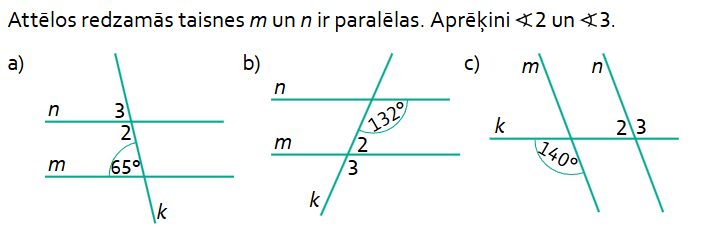 Attēlos redzamās taisnes m un n ir paralēlas. Aprēķini ∢2 un ∢3.
a)
n
3
2
m
65°
k
b)
n
132°
m
2
3
k
c)
m
n
k
2 3
140°